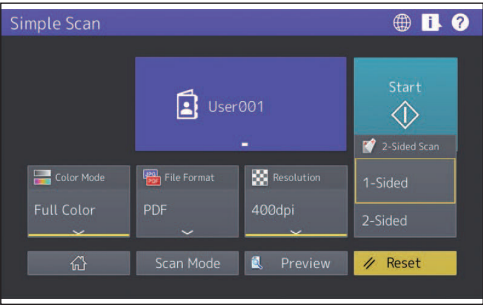 Simple Scan
i
?
User001
Start
2-Sided Scan
1-Sided
2-Sided
Color Mode
Full Color
File Format
PDF
Resolution
400dpi
Scan Mode
Preview
Reset